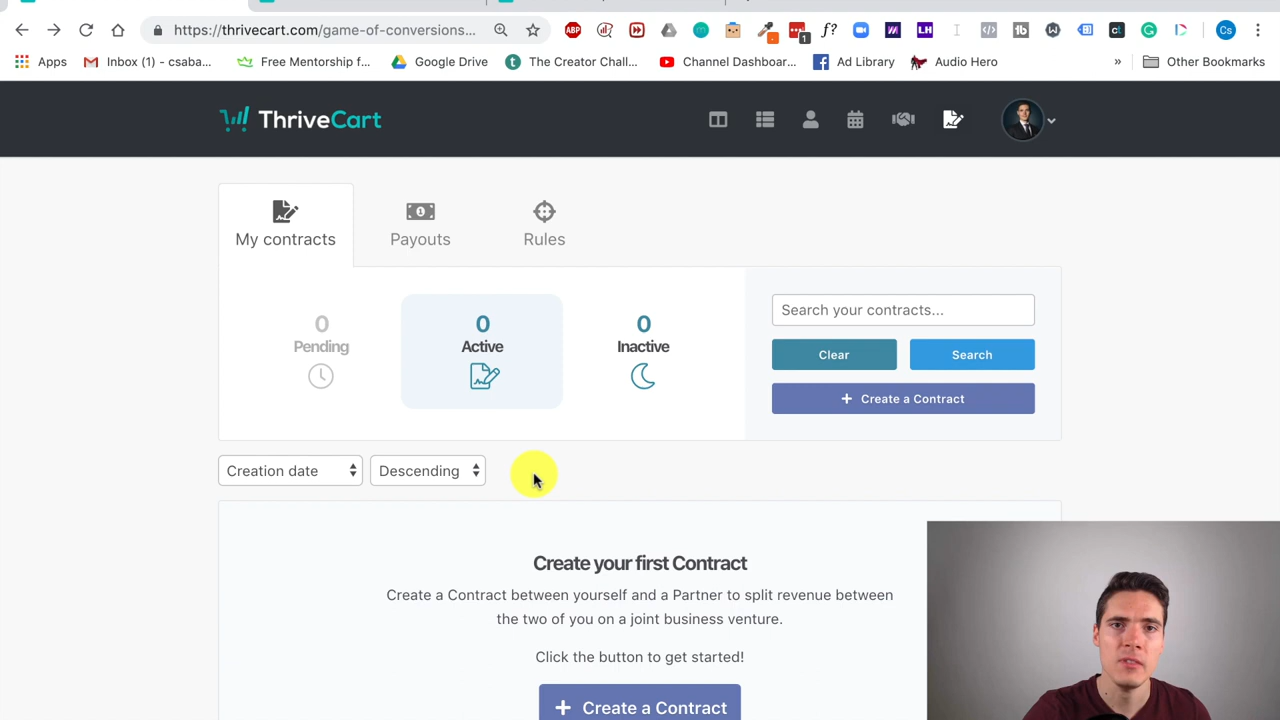 https://thrivecart.com/game-of-conversions...
ABP
1
f?
LH
Cs
Apps
Inbox (1) – csaba...
Free Mentorship f...
Google Drive
The Creator Chall...
Channel Dashboar...
Ad Library
Audio Hero
»
Other Bookmarks
ThriveCart
My contracts
Payouts
Rules
0
Pending
0
Active
0
Inactive
Search your contracts...
Clear
Search
+ Create a Contract
Creation date
Descending
Create your first Contract
Create a Contract between yourself and a Partner to split revenue between
the two of you on a joint business venture.
Click the button to get started!
+ Create a Contract